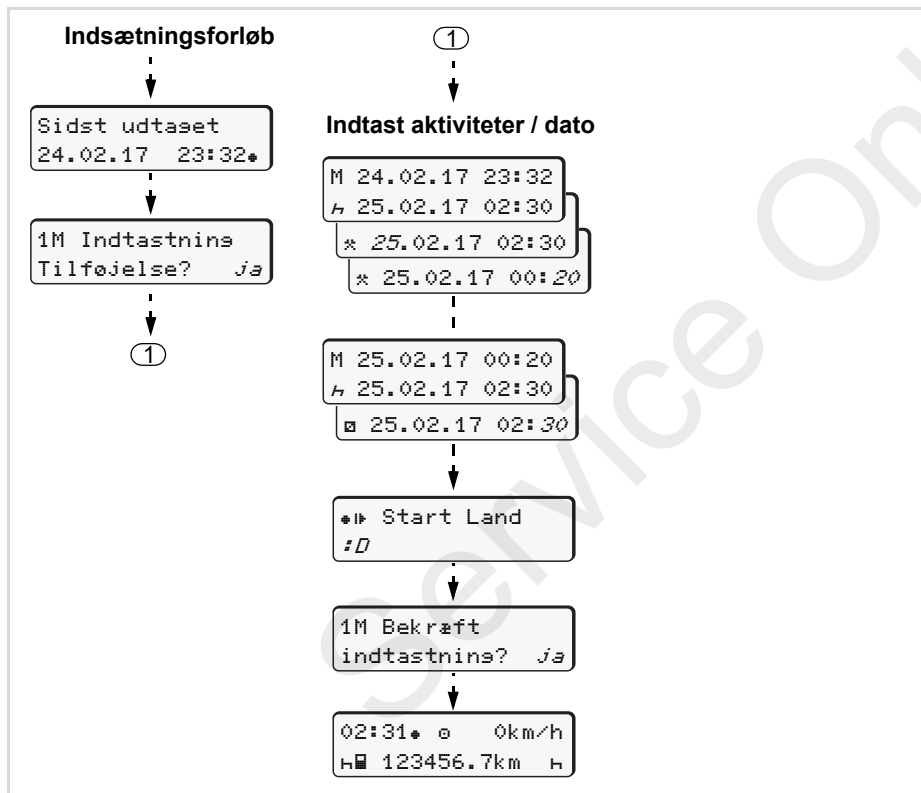 Indsætningsforløb
Sidst udtaget
24.02.17 23:32
1M Indtastning
Tilføjelse? ja
1
1
Indtast aktiviteter / dato
M 24.02.17 23:32
25.02.17 02:30
25.02.17 02:30
25.02.17 00:20
M 25.02.17 00:20
25.02.17 02:30
25.02.17 02:30
Start Land
:D
1M Bekræft
indtastning? ja
02:31 0km/h
123456.7km
Service On